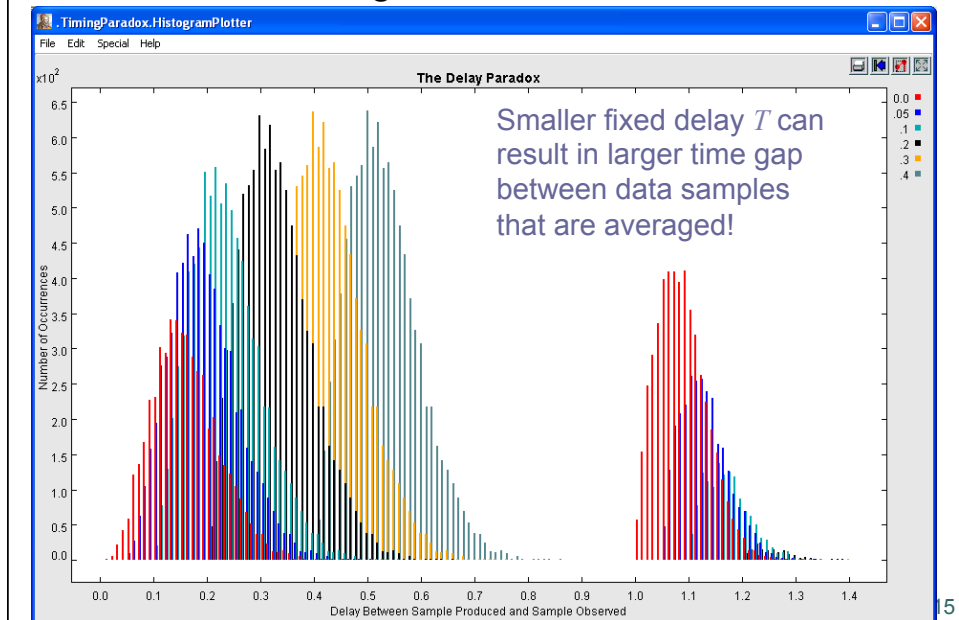 .TimingParadox.HistogramPlotter
File Edit Special Help
x10²
The Delay Paradox
Smaller fixed delay T can
result in larger time gap
between data samples
that are averaged!
0.0
.05
.1
.2
.3
.4
6.5
6.0
5.5
5.0
4.5
4.0
3.5
3.0
2.5
2.0
1.5
1.0
0.5
0.0
Number of Occurrences
0.0 0.1 0.2 0.3 0.4 0.5 0.6 0.7 0.8 0.9 1.0 1.1 1.2 1.3 1.4
Delay Between Sample Produced and Sample Observed